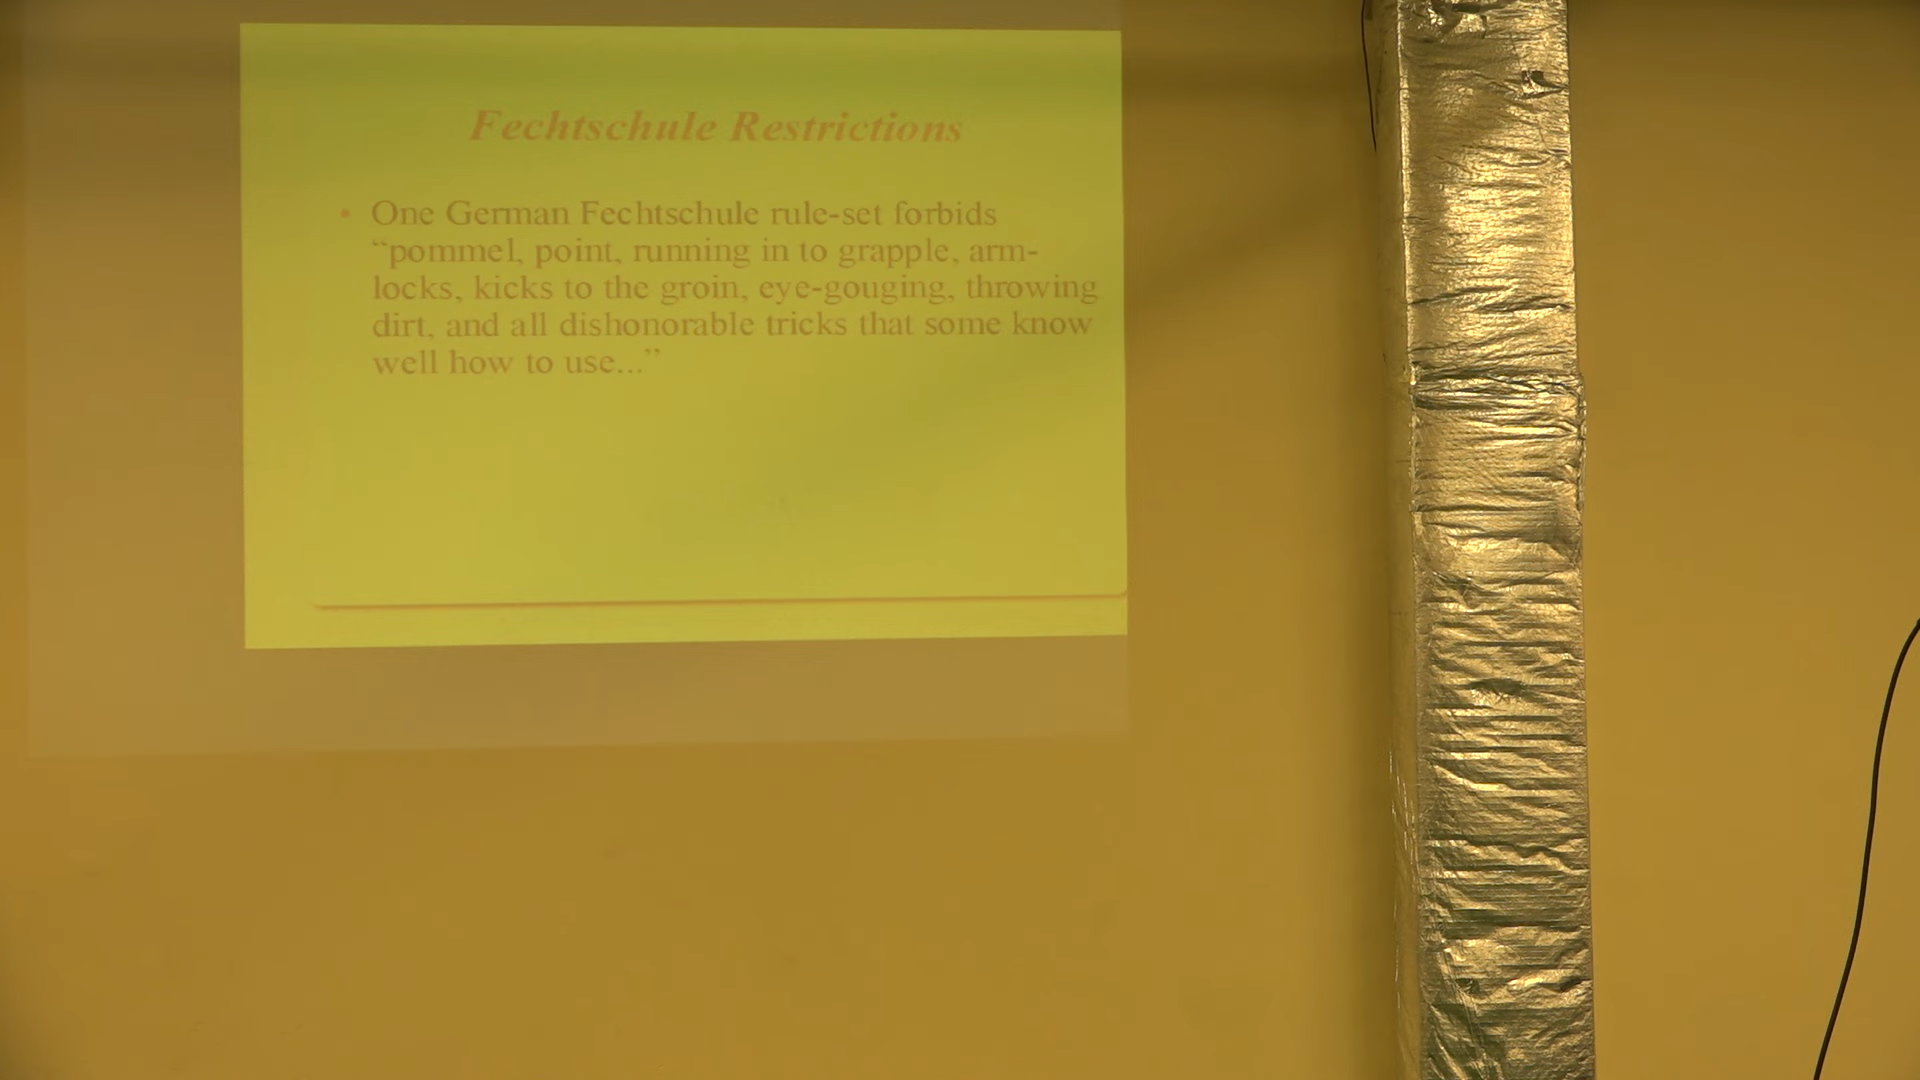 Fechtschule Restrictions
• One German Fechtschule rule-set forbids
“pommel, point, running in to grapple, arm-
locks, kicks to the groin, eye-gouging, throwing
dirt, and all dishonorable tricks that some know
well how to use...”